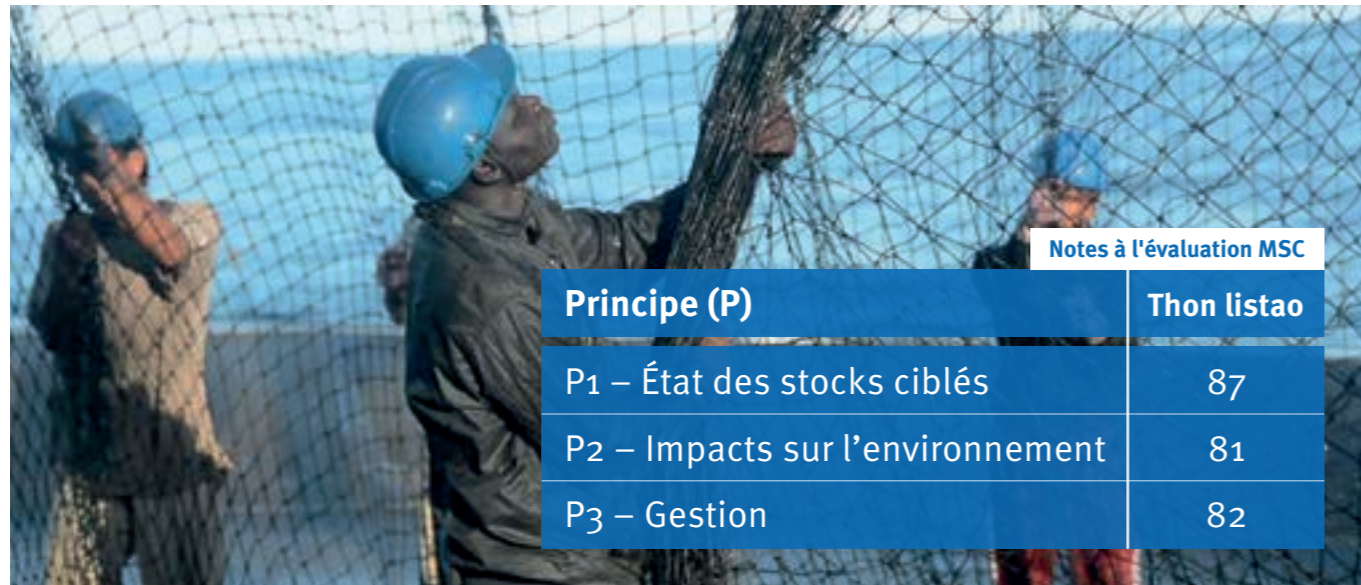 Notes à l'évaluation MSC
Principe (P) Thon listao
P1 – État des stocks ciblés 87
P2 – Impacts sur l’environnement 81
P3 – Gestion 82